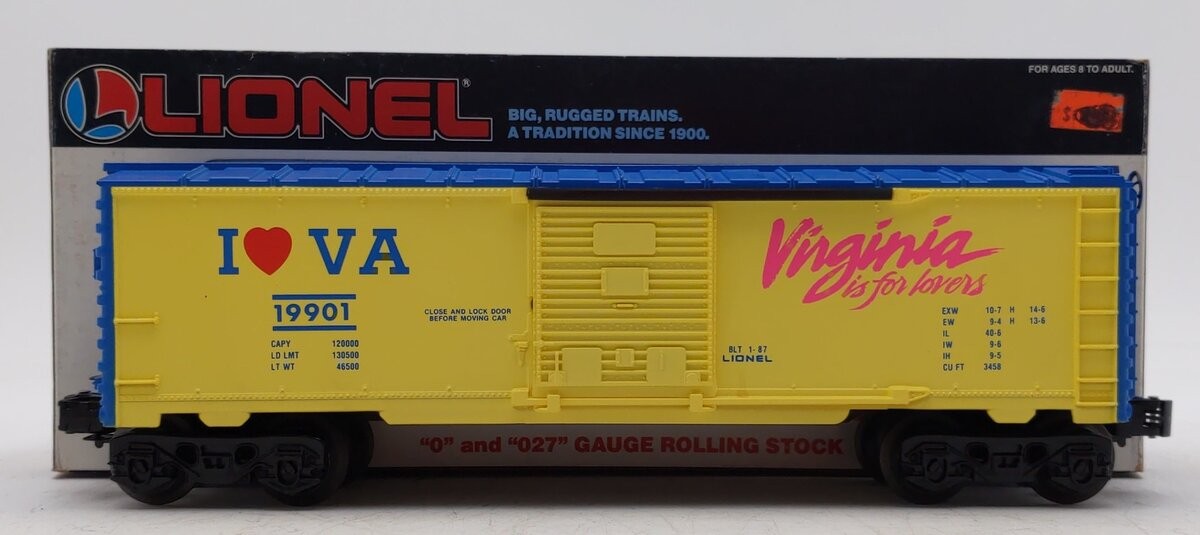 LIONEL®
BIG, RUGGED TRAINS.
A TRADITION SINCE 1900.
FOR AGES 8 TO ADULT.
$
I ♥ VA
19901
CAPY 120000
LD LMT 130500
LT WT 46500
CLOSE AND LOCK DOOR
BEFORE MOVING CAR
BLT 1-87
LIONEL
Virginia
is for lovers
EXW 10-7 H 14-6
EW 9-4 H 13-6
IL 40-6
IW 9-6
IH 9-5
CU FT 3458
"O" and "027" GAUGE ROLLING STOCK